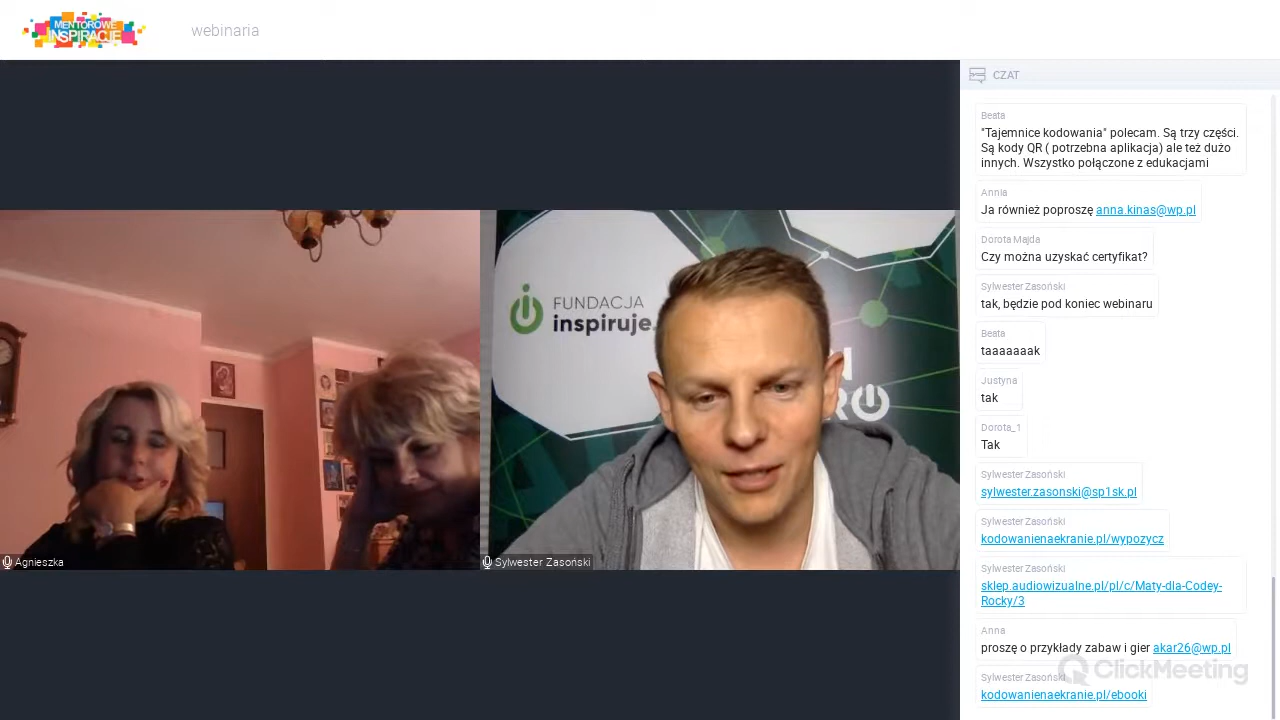 MENTOROWE
INSPIRACJE
webinaria
CZAT
Beata
"Tajemnice kodowania" polecam. Są trzy części.
Są kody QR ( potrzebna aplikacja) ale też dużo
innych. Wszystko połączone z edukacjami
Annia
Ja również poproszę anna.kinas@wp.pl
Dorota Majda
Czy można uzyskać certyfikat?
Sylwester Zasoński
tak, będzie pod koniec webinaru
Beata
taaaaaaak
Justyna
tak
Dorota_1
Tak
Sylwester Zasoński
sylwester.zasonski@sp1sk.pl
Sylwester Zasoński
kodowanienaekranie.pl/wypozycz
Sylwester Zasoński
sklep.audiowizualne.pl/pl/c/Maty-dla-Codey-
Rocky/3
Anna
proszę o przykłady zabaw i gier akar26@wp.pl
Sylwester Zasoński
kodowanienaekranie.pl/ebooki
ClickMeeting
FUNDACJA
inspiruje.
Agnieszka
Sylwester Zasoński